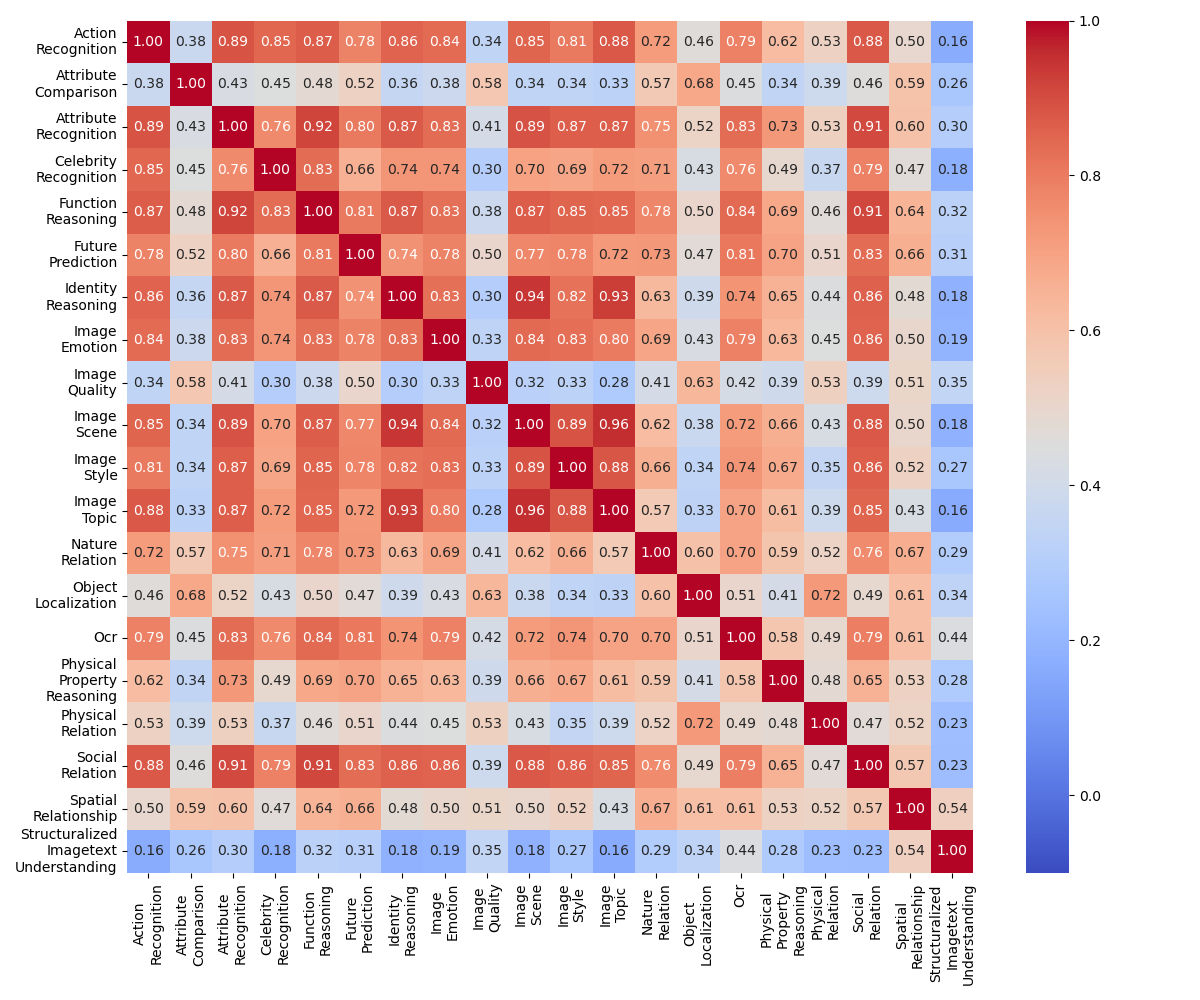 Action
Recognition
1.00 0.38 0.89 0.85 0.87 0.78 0.86 0.84 0.34 0.85 0.81 0.88 0.72 0.46 0.79 0.62 0.53 0.88 0.50 0.16
Attribute
Comparison
0.38 1.00 0.43 0.45 0.48 0.52 0.36 0.38 0.58 0.34 0.34 0.33 0.57 0.68 0.45 0.34 0.39 0.46 0.59 0.26
Attribute
Recognition
0.89 0.43 1.00 0.76 0.92 0.80 0.87 0.83 0.41 0.89 0.87 0.87 0.75 0.52 0.83 0.73 0.53 0.91 0.60 0.30
Celebrity
Recognition
0.85 0.45 0.76 1.00 0.83 0.66 0.74 0.74 0.30 0.70 0.69 0.72 0.71 0.43 0.76 0.49 0.37 0.79 0.47 0.18
Function
Reasoning
0.87 0.48 0.92 0.83 1.00 0.81 0.87 0.83 0.38 0.87 0.85 0.85 0.78 0.50 0.84 0.69 0.46 0.91 0.64 0.32
Future
Prediction
0.78 0.52 0.80 0.66 0.81 1.00 0.74 0.78 0.50 0.77 0.78 0.72 0.73 0.47 0.81 0.70 0.51 0.83 0.66 0.31
Identity
Reasoning
0.86 0.36 0.87 0.74 0.87 0.74 1.00 0.83 0.30 0.94 0.82 0.93 0.63 0.39 0.74 0.65 0.44 0.86 0.48 0.18
Image
Emotion
0.84 0.38 0.83 0.74 0.83 0.78 0.83 1.00 0.33 0.84 0.83 0.80 0.69 0.43 0.79 0.63 0.45 0.86 0.50 0.19
Image
Quality
0.34 0.58 0.41 0.30 0.38 0.50 0.30 0.33 1.00 0.32 0.33 0.28 0.41 0.63 0.42 0.39 0.53 0.39 0.51 0.35
Image
Scene
0.85 0.34 0.89 0.70 0.87 0.77 0.94 0.84 0.32 1.00 0.89 0.96 0.62 0.38 0.72 0.66 0.43 0.88 0.50 0.18
Image
Style
0.81 0.34 0.87 0.69 0.85 0.78 0.82 0.83 0.33 0.89 1.00 0.88 0.66 0.34 0.74 0.67 0.35 0.86 0.52 0.27
Image
Topic
0.88 0.33 0.87 0.72 0.85 0.72 0.93 0.80 0.28 0.96 0.88 1.00 0.57 0.33 0.70 0.61 0.39 0.85 0.43 0.16
Nature
Relation
0.72 0.57 0.75 0.71 0.78 0.73 0.63 0.69 0.41 0.62 0.66 0.57 1.00 0.60 0.70 0.59 0.52 0.76 0.67 0.29
Object
Localization
0.46 0.68 0.52 0.43 0.50 0.47 0.39 0.43 0.63 0.38 0.34 0.33 0.60 1.00 0.51 0.41 0.72 0.49 0.61 0.34
Ocr
0.79 0.45 0.83 0.76 0.84 0.81 0.74 0.79 0.42 0.72 0.74 0.70 0.70 0.51 1.00 0.58 0.49 0.79 0.61 0.44
Physical
Property
Reasoning
0.62 0.34 0.73 0.49 0.69 0.70 0.65 0.63 0.39 0.66 0.67 0.61 0.59 0.41 0.58 1.00 0.48 0.65 0.53 0.28
Physical
Relation
0.53 0.39 0.53 0.37 0.46 0.51 0.44 0.45 0.53 0.43 0.35 0.39 0.52 0.72 0.49 0.48 1.00 0.47 0.52 0.23
Social
Relation
0.88 0.46 0.91 0.79 0.91 0.83 0.86 0.86 0.39 0.88 0.86 0.85 0.76 0.49 0.79 0.65 0.47 1.00 0.57 0.23
Spatial
Relationship
0.50 0.59 0.60 0.47 0.64 0.66 0.48 0.50 0.51 0.50 0.52 0.43 0.67 0.61 0.61 0.53 0.52 0.57 1.00 0.54
Structuralized
Imagetext
Understanding
0.16 0.26 0.30 0.18 0.32 0.31 0.18 0.19 0.35 0.18 0.27 0.16 0.29 0.34 0.44 0.28 0.23 0.23 0.54 1.00
Action
Recognition
Attribute
Comparison
Attribute
Recognition
Celebrity
Recognition
Function
Reasoning
Future
Prediction
Identity
Reasoning
Image
Emotion
Image
Quality
Image
Scene
Image
Style
Image
Topic
Nature
Relation
Object
Localization
Ocr
Physical
Property
Reasoning
Physical
Relation
Social
Relation
Spatial
Relationship
Structuralized
Imagetext
Understanding
1.0
0.8
0.6
0.4
0.2
0.0